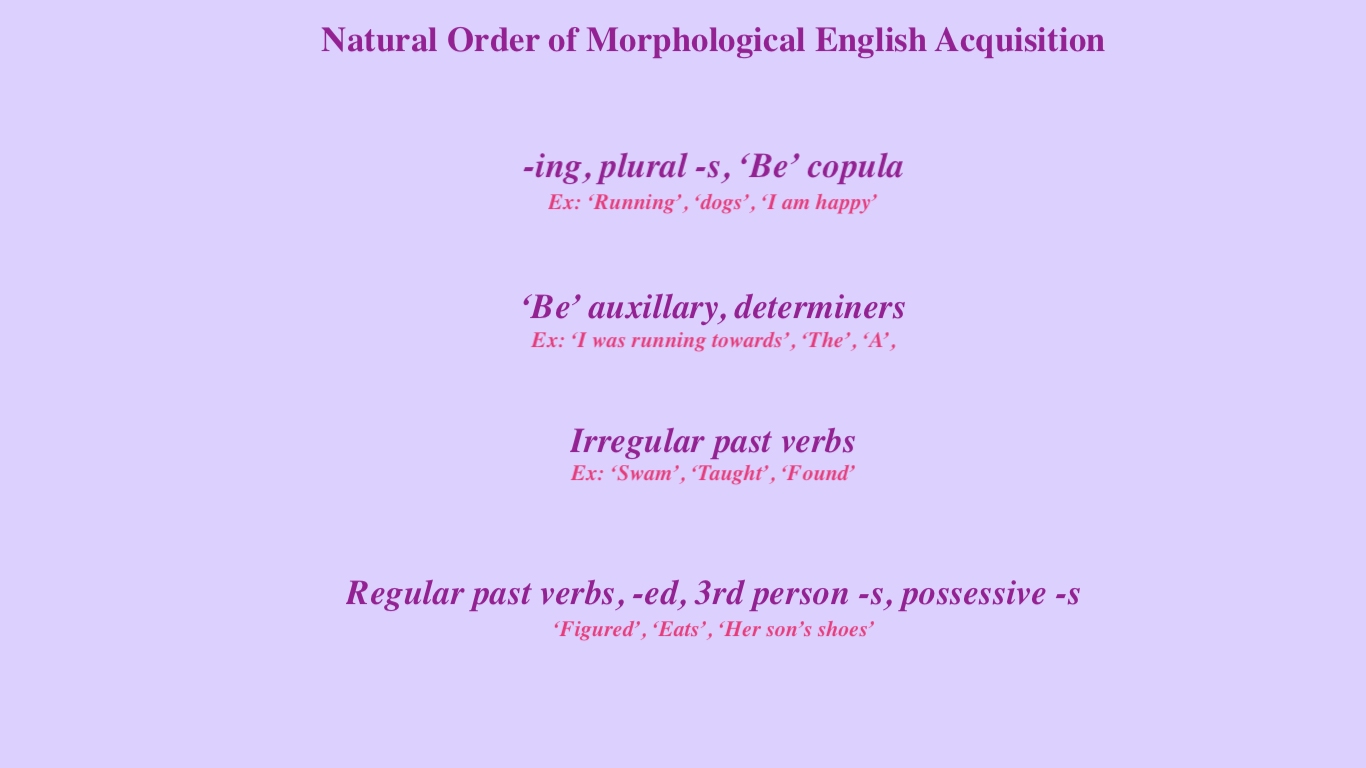 Natural Order of Morphological English Acquisition
-ing, plural -s, ‘Be’ copula
Ex: ‘Running’, ‘dogs’, ‘I am happy’
‘Be’ auxillary, determiners
Ex: ‘I was running towards’, ‘The’, ‘A’,
Irregular past verbs
Ex: ‘Swam’, ‘Taught’, ‘Found’
Regular past verbs, -ed, 3rd person -s, possessive -s
‘Figured’, ‘Eats’, ‘Her son’s shoes’